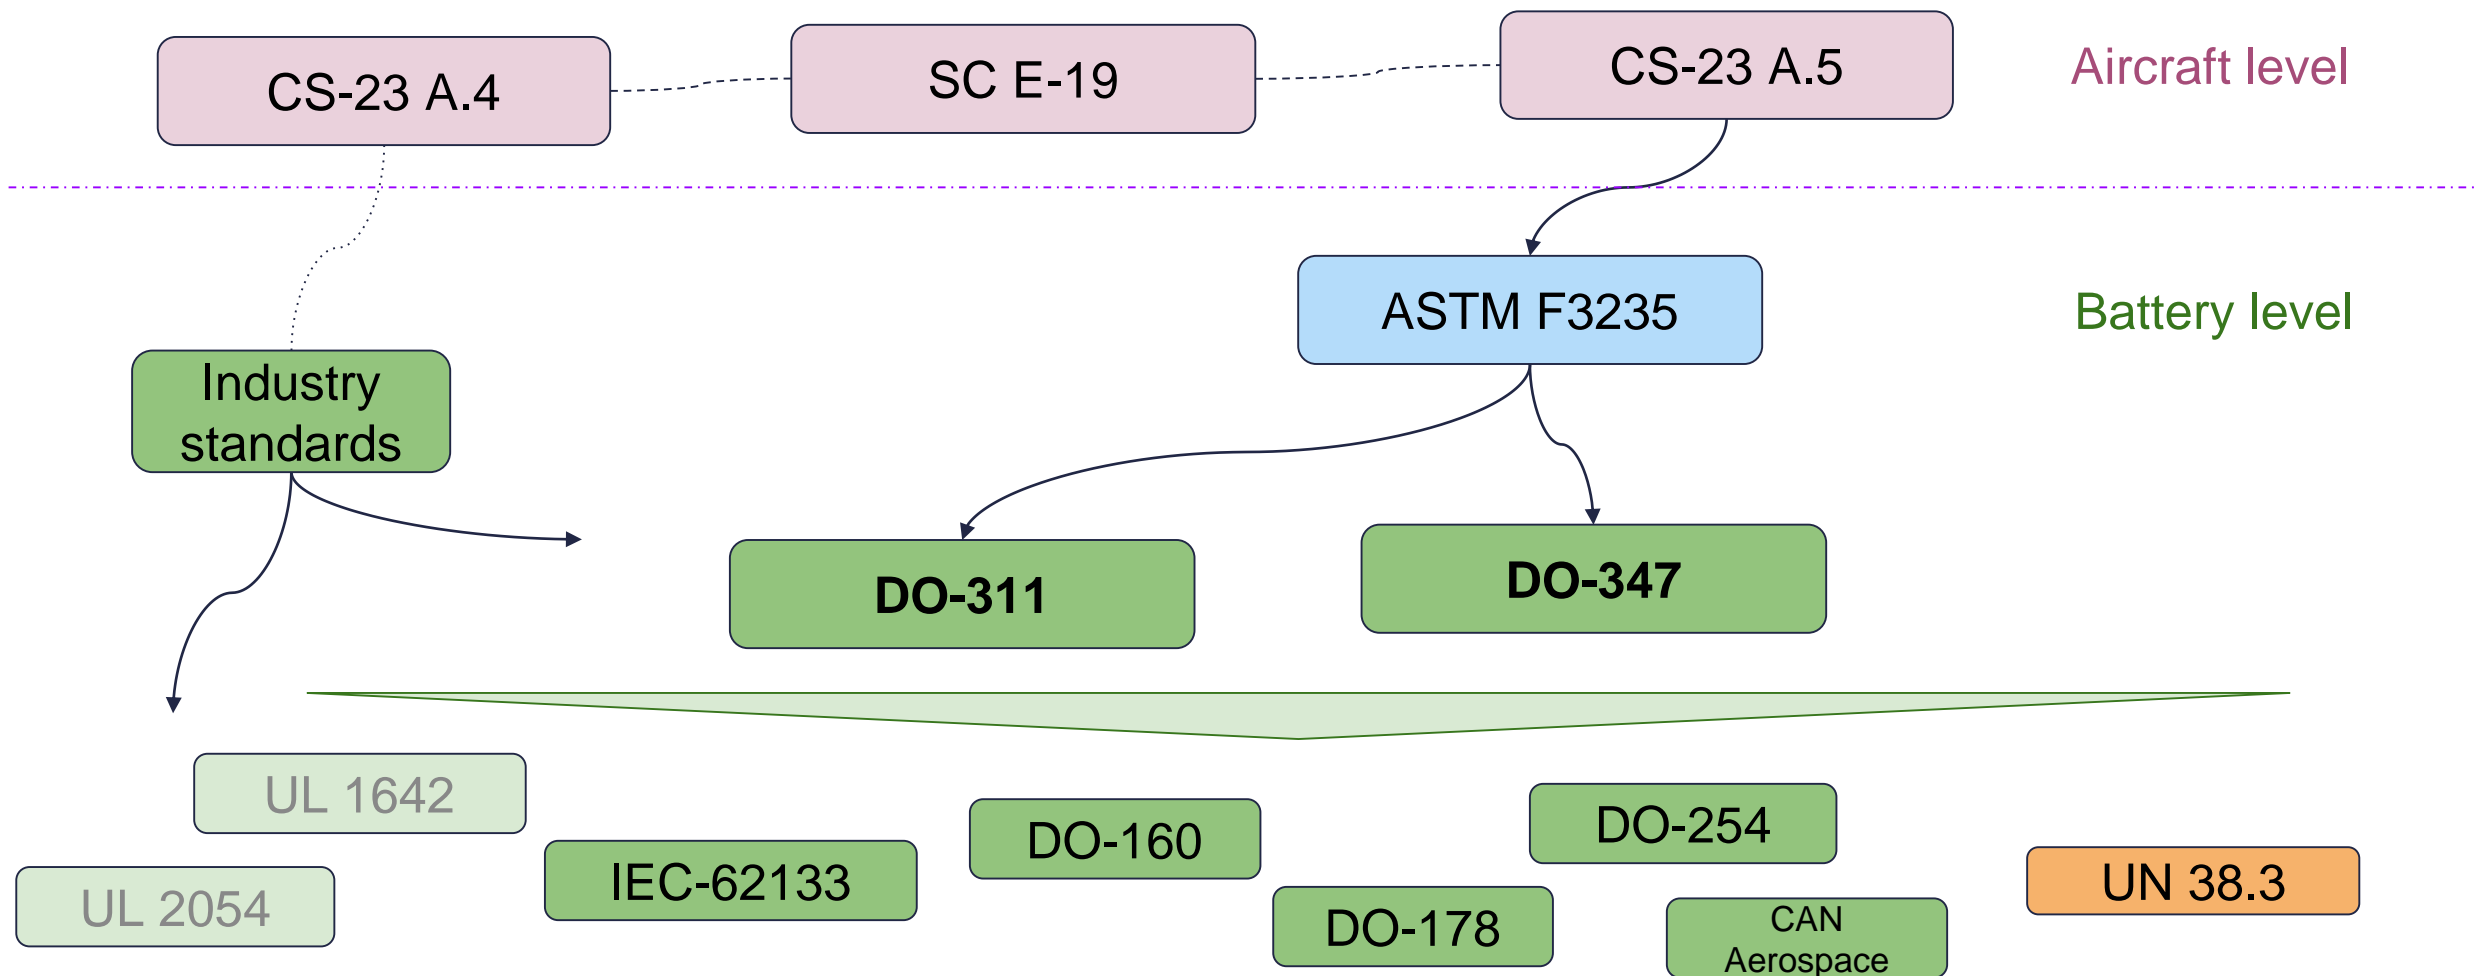 CS-23 A.4
SC E-19
CS-23 A.5
Aircraft level
ASTM F3235
Battery level
Industry
standards
DO-311
DO-347
UL 1642
DO-160
DO-254
IEC-62133
UN 38.3
UL 2054
DO-178
CAN
Aerospace